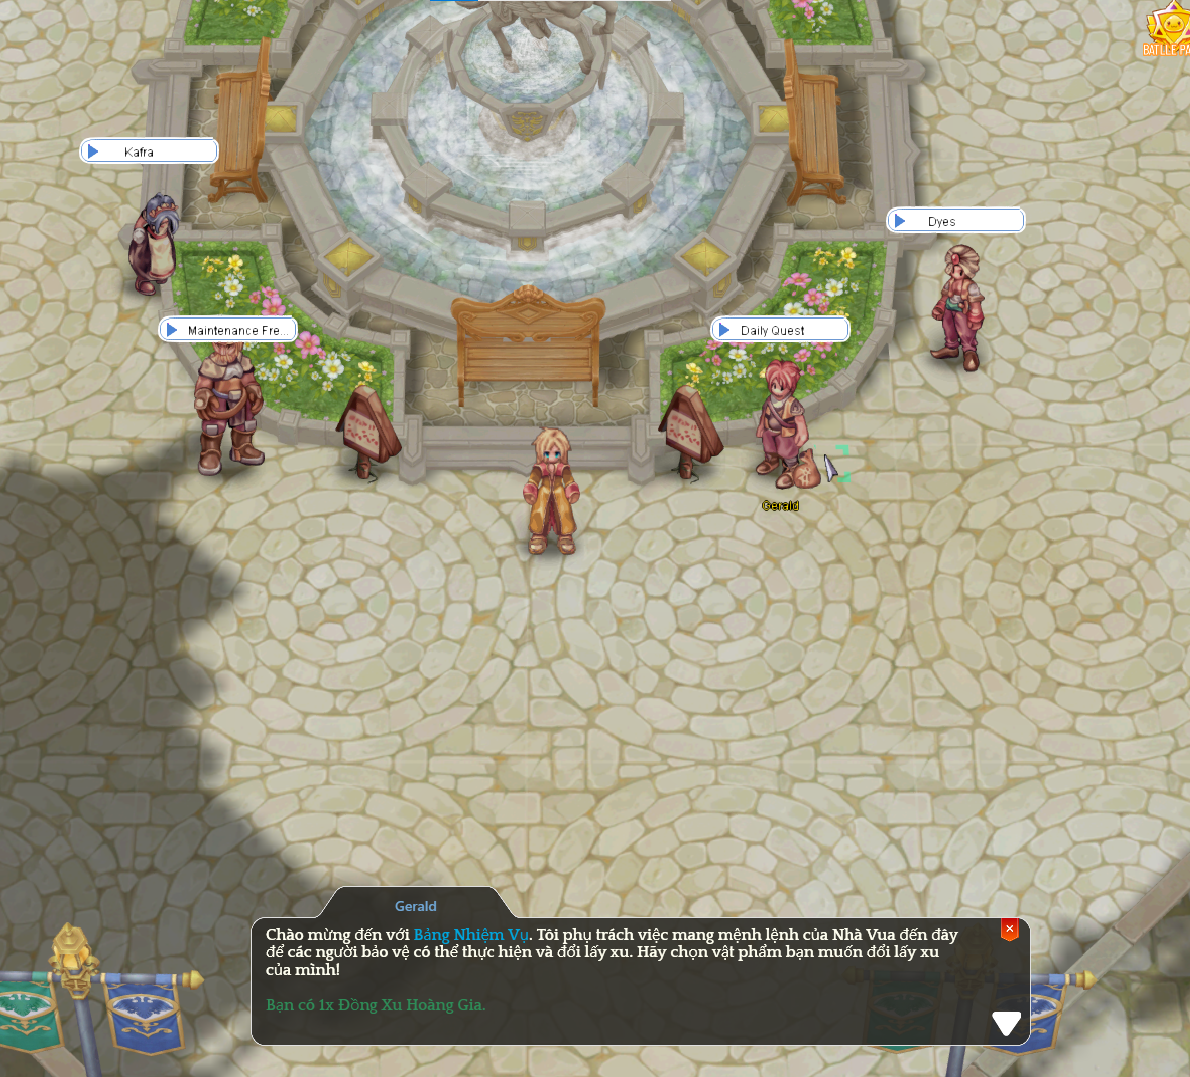 BATTLE PA
Kafra
Dyes
Maintenance Fre...
Daily Quest
Gerald
Gerald
Chào mừng đến với Bảng Nhiệm Vụ. Tôi phụ trách việc mang mệnh lệnh của Nhà Vua đến đây
để các người bảo vệ có thể thực hiện và đổi lấy xu. Hãy chọn vật phẩm bạn muốn đổi lấy xu
của mình!
Bạn có 1x Đồng Xu Hoàng Gia.